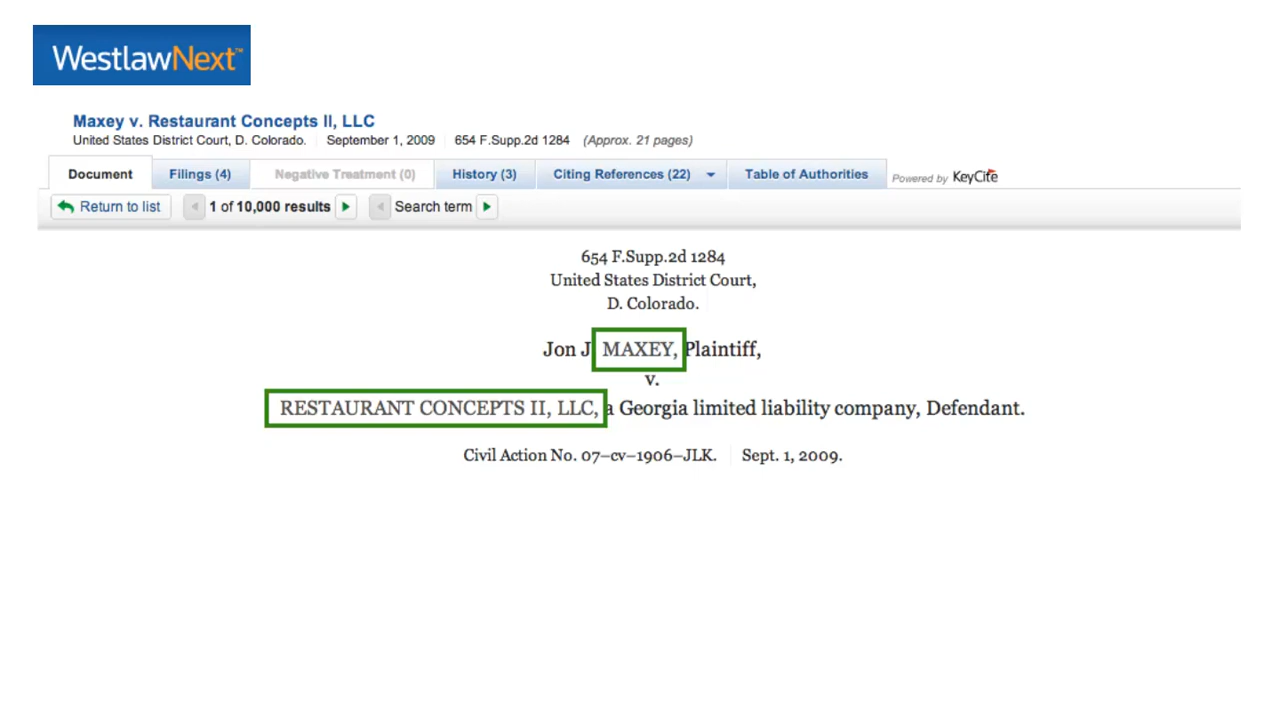 WestlawNext™
Maxey v. Restaurant Concepts II, LLC
United States District Court, D. Colorado. September 1, 2009 654 F.Supp.2d 1284 (Approx. 21 pages)
Document Filings (4) Negative Treatment (0) History (3) Citing References (22) Table of Authorities Powered by KeyCite
Return to list 1 of 10,000 results Search term
654 F.Supp.2d 1284
United States District Court,
D. Colorado.
Jon J MAXEY, Plaintiff,
v.
RESTAURANT CONCEPTS II, LLC, a Georgia limited liability company, Defendant.
Civil Action No. 07–cv–1906–JLK. Sept. 1, 2009.